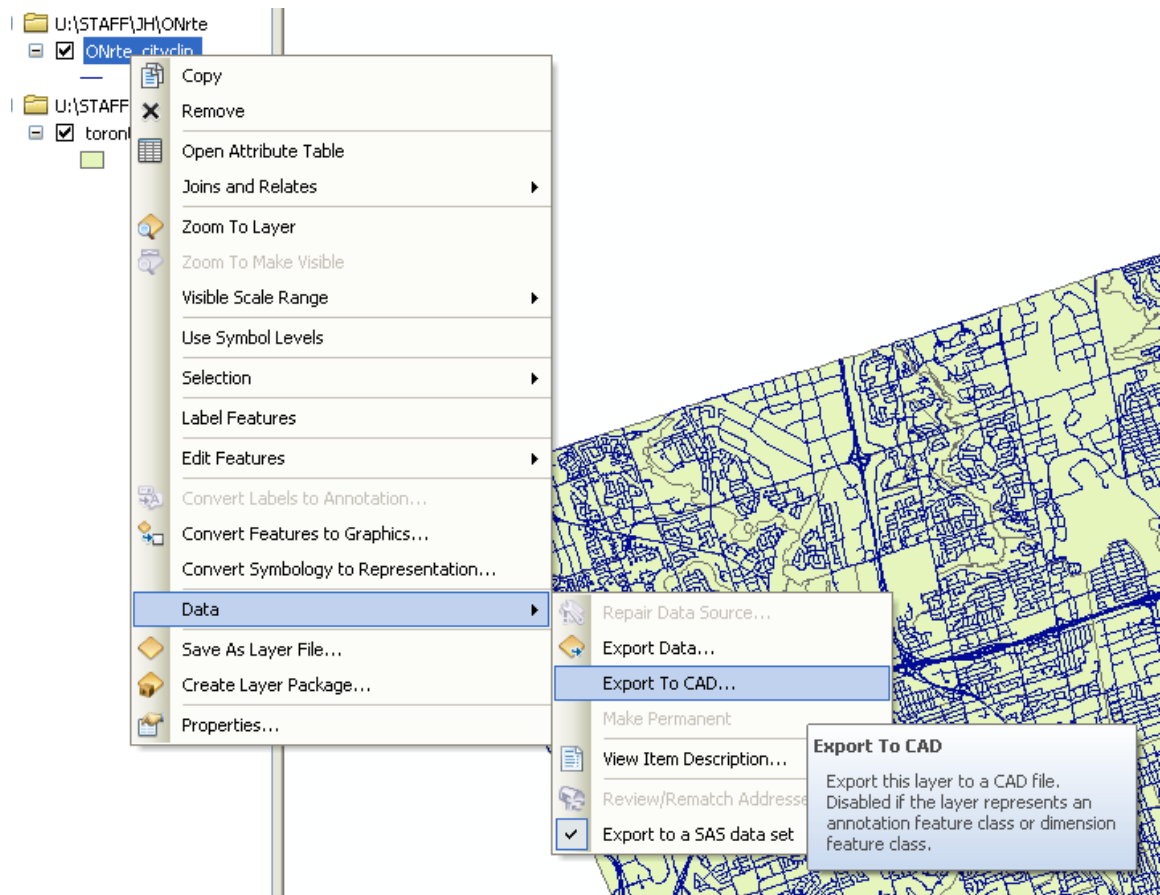 U:\STAFF\JH\ONrte
ONrte_cityclip
Copy
U:\STAFF
Remove
toront
Open Attribute Table
Joins and Relates
Zoom To Layer
Zoom To Make Visible
Visible Scale Range
Use Symbol Levels
Selection
Label Features
Edit Features
Convert Labels to Annotation...
Convert Features to Graphics...
Convert Symbology to Representation...
Data
Save As Layer File...
Create Layer Package...
Properties...
Repair Data Source...
Export Data...
Export To CAD...
Make Permanent
View Item Description...
Review/Rematch Addresse
Export to a SAS data set
Export To CAD
Export this layer to a CAD file.
Disabled if the layer represents an
annotation feature class or dimension
feature class.